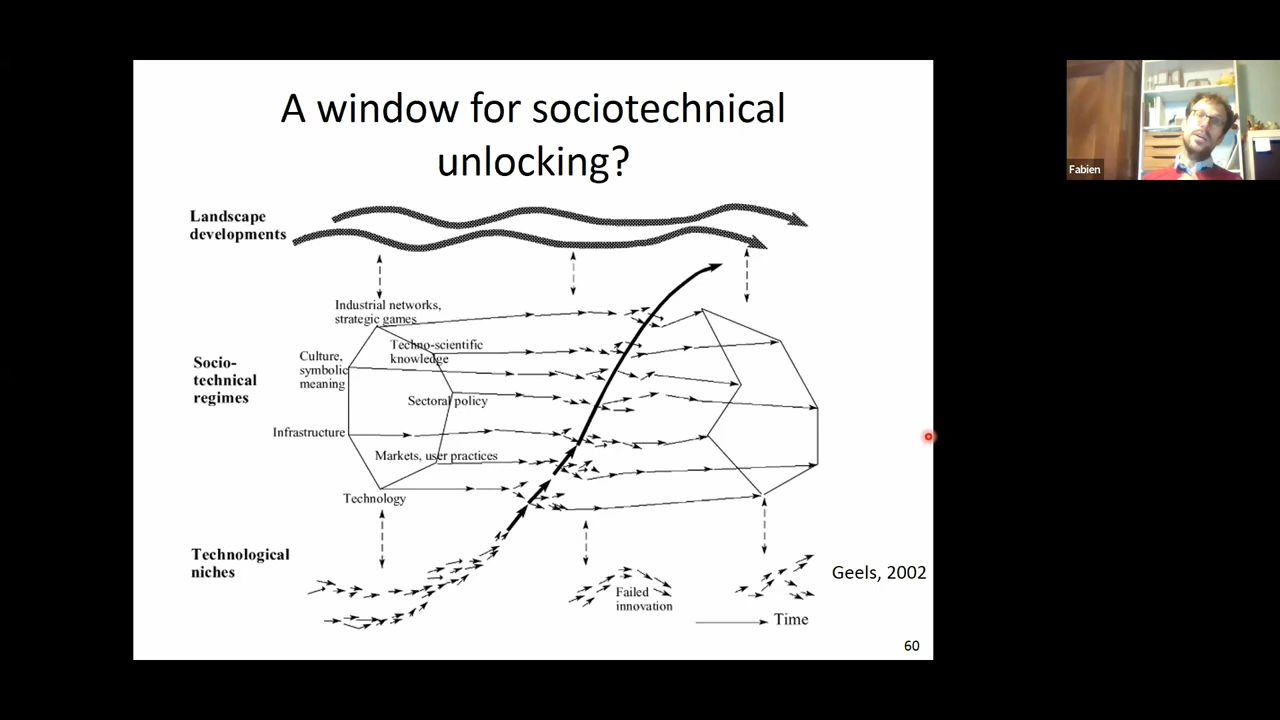 A window for sociotechnical
unlocking?
Fabien
Landscape
developments
Industrial networks,
strategic games
Techno-scientific
knowledge
Culture,
symbolic
meaning
Socio-
technical
regimes
Sectoral policy
Infrastructure
Markets, user practices
Technology
Technological
niches
Geels, 2002
Failed
innovation
Time
60